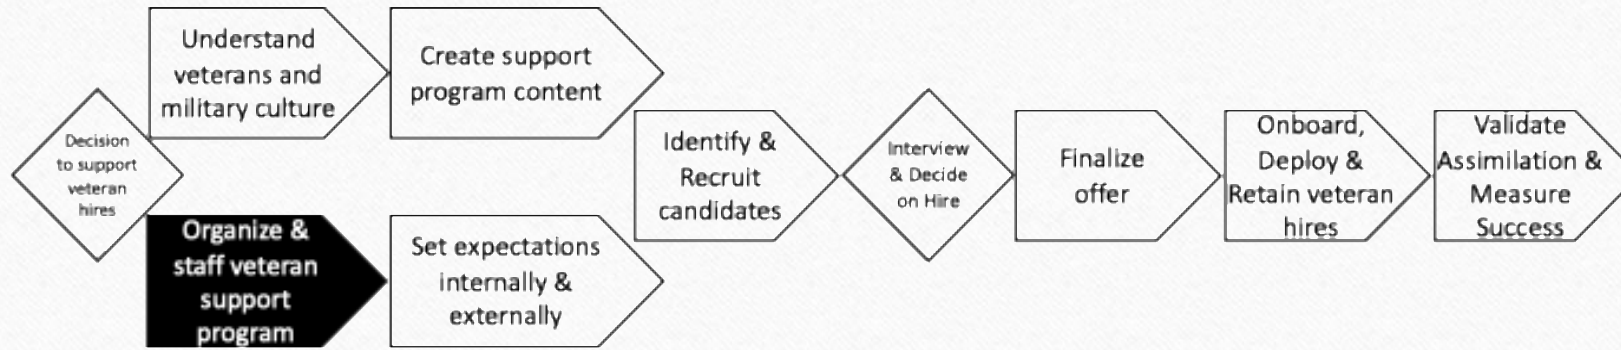 Decision
to support
veteran
hires
Understand
veterans and
military culture
Create support
program content
Organize &
staff veteran
support
program
Set expectations
internally &
externally
Identify &
Recruit
candidates
Interview
& Decide
on Hire
Finalize
offer
Onboard,
Deploy &
Retain veteran
hires
Validate
Assimilation &
Measure
Success